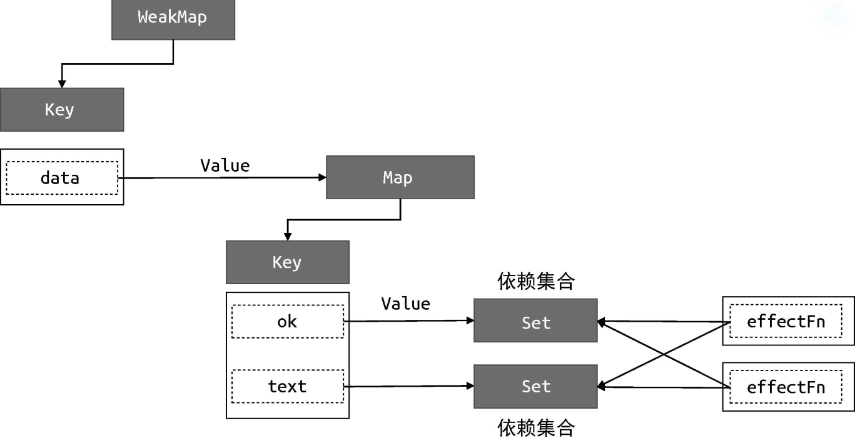 WeakMap
Key
data
Value
Map
Key
依赖集合
ok
Value
Set
effectFn
text
Set
effectFn
依赖集合